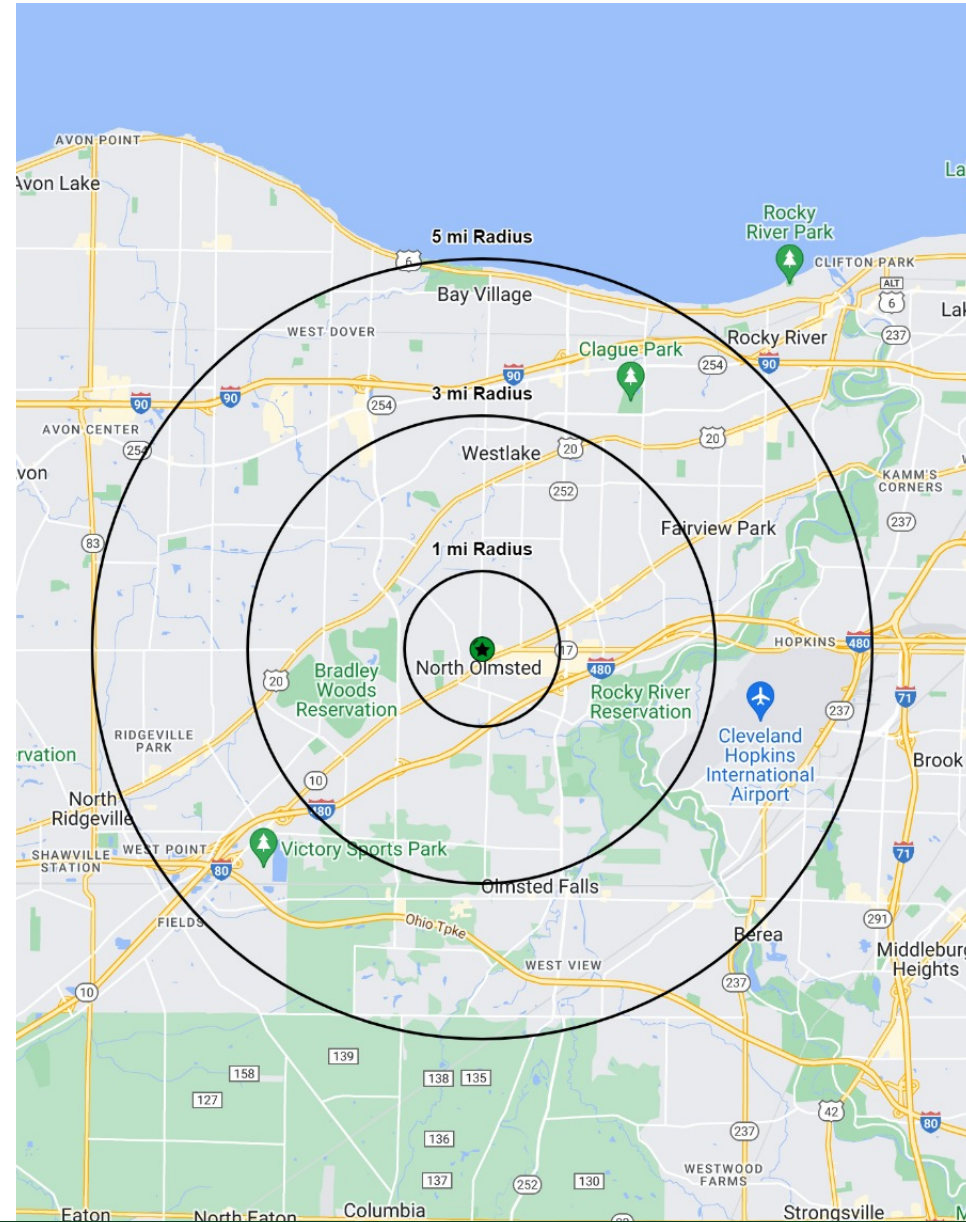 AVON POINT
Avon Lake
La
Rocky
River Park
5 mi Radius
6
CLIFTON PARK
ALT
6
Bay Village
Lak
WEST DOVER
Rocky River
237
Clague Park
254
90
90
90
90
3 mi Radius
254
AVON CENTER
254
20
20
Westlake
von
KAMM'S
CORNERS
252
237
Fairview Park
83
1 mi Radius
HOPKINS
480
17
North Olmsted
480
Bradley
Woods
Reservation
20
Rocky River
Reservation
71
237
Cleveland
Hopkins
International
Airport
RIDGEVILLE
PARK
rvation
Brook
10
North
Ridgeville
480
Victory Sports Park
WEST POINT
SHAWVILLE
STATION
80
71
Olmsted Falls
291
FIELDS
Ohio Tpke
Berea
Middleburg
Heights
WEST VIEW
237
10
139
158
138
135
127
42
80
237
136
WESTWOOD
FARMS
137
252
130
Eaton
North Eaton
Columbia
Strongsville